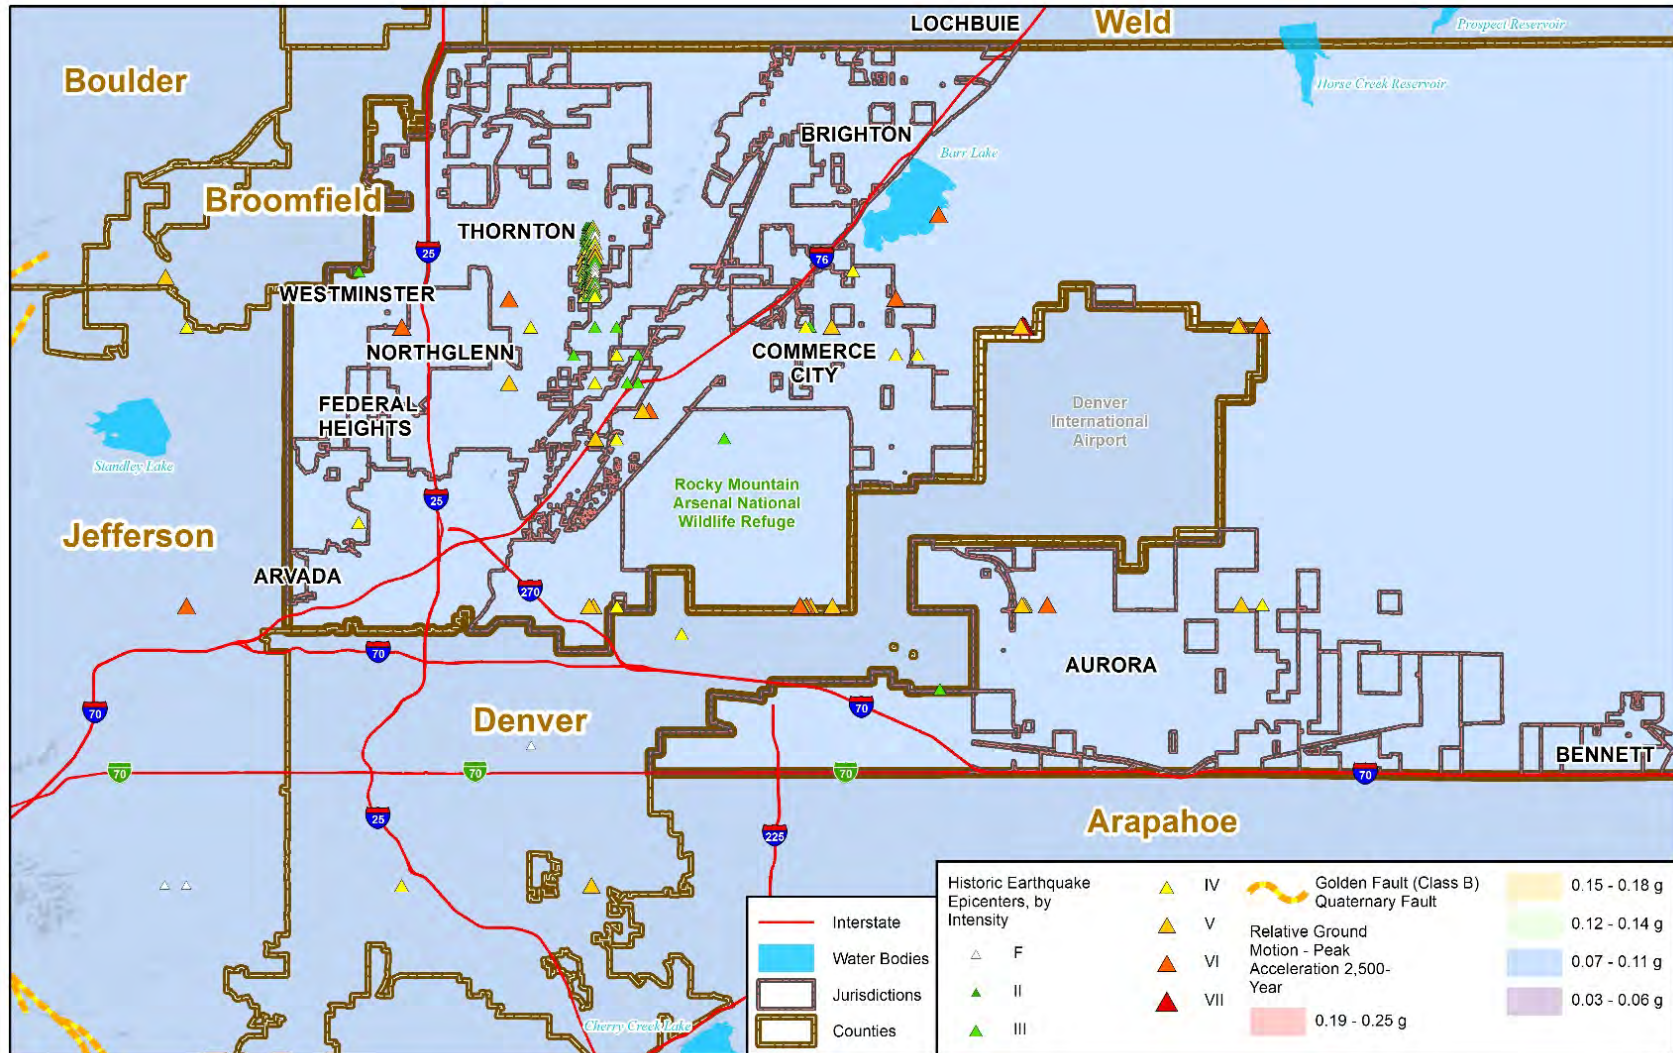 LOCHBUIE
Weld
Prospect Reservoir
Boulder
Horse Creek Reservoir
BRIGHTON
Barr Lake
Broomfield
THORNTON
25
76
WESTMINSTER
NORTHGLENN
COMMERCE
CITY
FEDERAL
HEIGHTS
Denver
International
Airport
Standley Lake
25
Rocky Mountain
Arsenal National
Wildlife Refuge
Jefferson
ARVADA
270
70
AURORA
70
Denver
70
BENNETT
70
70
70
70
25
225
Arapahoe
Cherry Creek Lake
Interstate
Water Bodies
Jurisdictions
Counties
Historic Earthquake
Epicenters, by
Intensity
F
II
III
IV
V
VI
VII
Golden Fault (Class B)
Quaternary Fault
Relative Ground
Motion - Peak
Acceleration 2,500-
Year
0.19 - 0.25 g
0.15 - 0.18 g
0.12 - 0.14 g
0.07 - 0.11 g
0.03 - 0.06 g